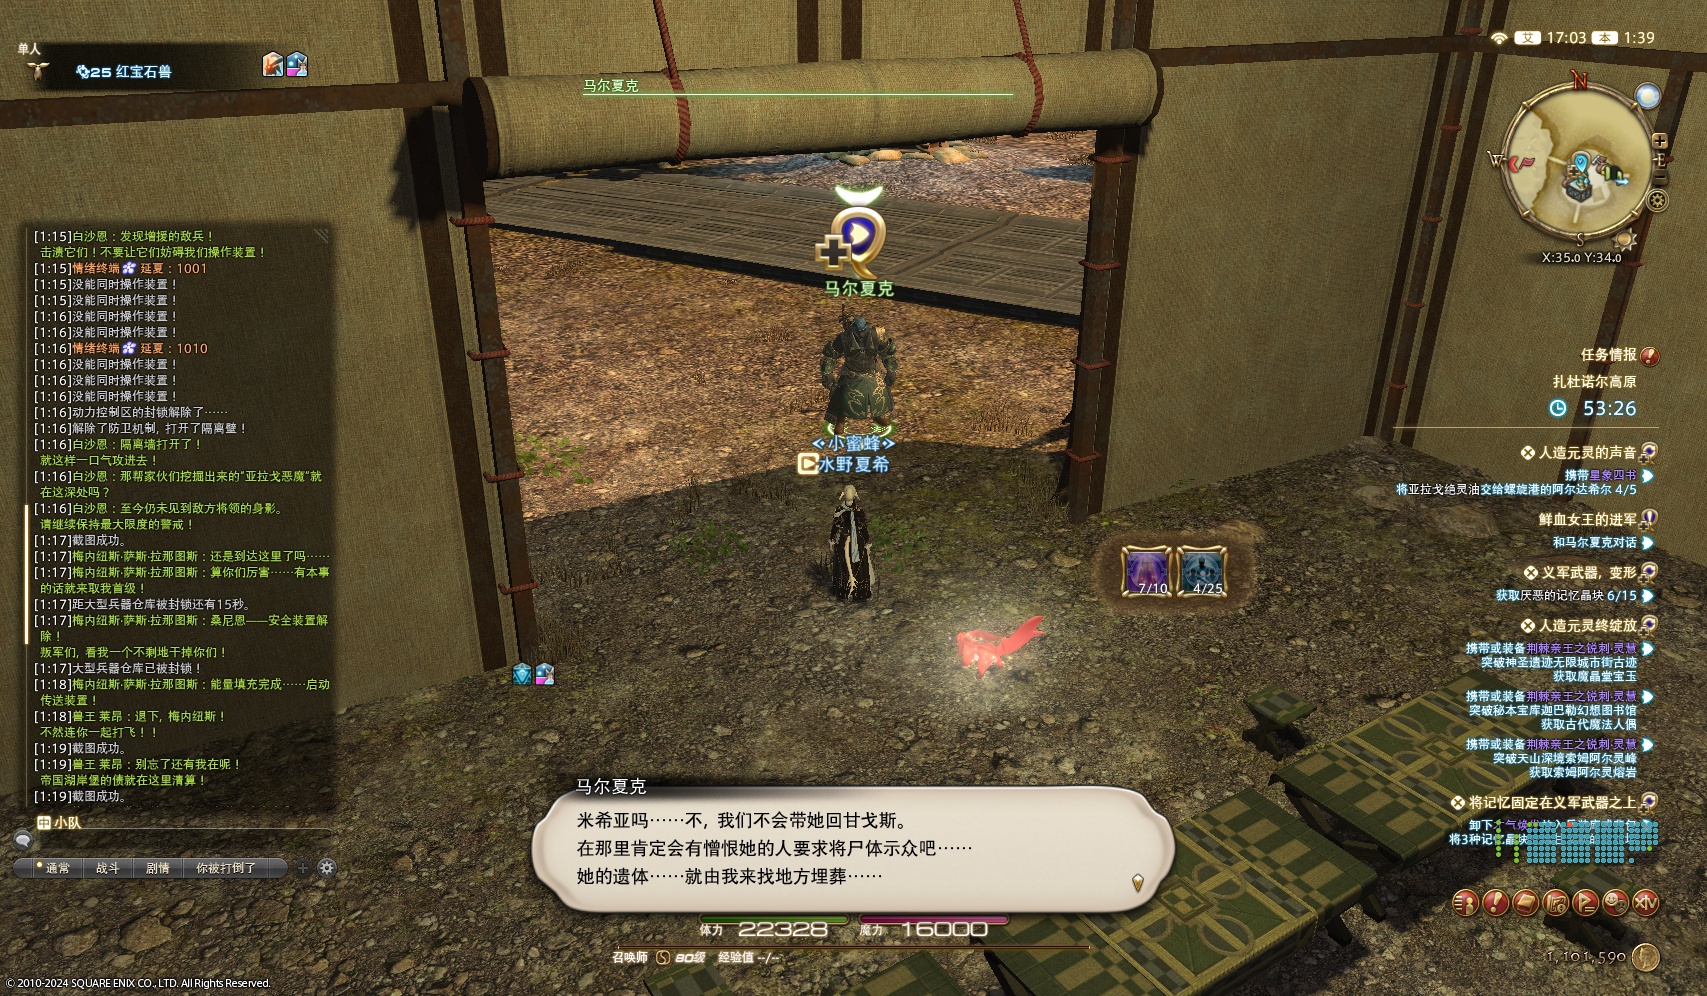 单人
25 红宝石兽
马尔夏克
艾 17:03 本 1:39
N
W
E
S
X:35.0 Y:34.0
[1:15]白沙恩：发现增援的敌兵！
击溃它们！不要让它们妨碍我们操作装置！
[1:15]情绪终端 延夏：1001
[1:15]没能同时操作装置！
[1:15]没能同时操作装置！
[1:16]没能同时操作装置！
[1:16]没能同时操作装置！
[1:16]情绪终端 延夏：1010
[1:16]没能同时操作装置！
[1:16]没能同时操作装置！
[1:16]没能同时操作装置！
[1:16]动力控制区的封锁解除了……
[1:16]解除了防卫机制，打开了隔离壁！
[1:16]白沙恩：隔离墙打开了！
就这样一口气攻进去！
[1:16]白沙恩：那帮家伙们挖掘出来的“亚拉戈恶魔”就
在这深处吗？
[1:16]白沙恩：至今仍未见到敌方将领的身影。
请继续保持最大限度的警戒！
[1:17]截图成功。
[1:17]梅内纽斯·萨斯·拉那图斯：还是到达这里了吗……
[1:17]梅内纽斯·萨斯·拉那图斯：算你们厉害……有本事
的话就来取我首级！
[1:17]距大型兵器仓库被封锁还有15秒。
[1:17]梅内纽斯·萨斯·拉那图斯：桑尼恩——安全装置解
除！
叛军们，看我一个不剩地干掉你们！
[1:17]大型兵器仓库已被封锁！
[1:18]梅内纽斯·萨斯·拉那图斯：能量填充完成……启动
传送装置！
[1:18]兽王 莱昂：退下，梅内纽斯！
不然连你一起打飞！！
[1:19]截图成功。
[1:19]兽王 莱昂：别忘了还有我在呢！
帝国湖岸堡的债就在这里清算！
[1:19]截图成功。
小队
通常
战斗
剧情
你被打倒了
马尔夏克
小蜜蜂
水野夏希
7/10
4/25
任务情报
扎杜诺尔高原
53:26
人造元灵的声音
携带星象四书
将亚拉戈绝灵油交给螺旋港的阿尔达希尔 4/5
鲜血女王的进军
和马尔夏克对话
义军武器，变形
获取厌恶的记忆晶块 6/15
人造元灵终绽放
携带或装备荆棘亲王之锐刺·灵慧
突破神圣遗迹无限城市街古迹
获取魔晶堂宝玉
携带或装备荆棘亲王之锐刺·灵慧
突破秘本宝库迦巴勒幻想图书馆
获取古代魔法人偶
携带或装备荆棘亲王之锐刺·灵慧
突破天山深境索姆阿尔灵峰
获取索姆阿尔灵熔岩
将记忆固定在义军武器之上
卸下
将3种记忆晶块
马尔夏克
米希亚吗……不，我们不会带她回甘戈斯。
在那里肯定会有憎恨她的人要求将尸体示众吧……
她的遗体……就由我来找地方埋葬……
体力 22328 魔力 16000
召唤师 80级 经验值 --/--
1,101,590
© 2010-2024 SQUARE ENIX CO., LTD. All Rights Reserved.